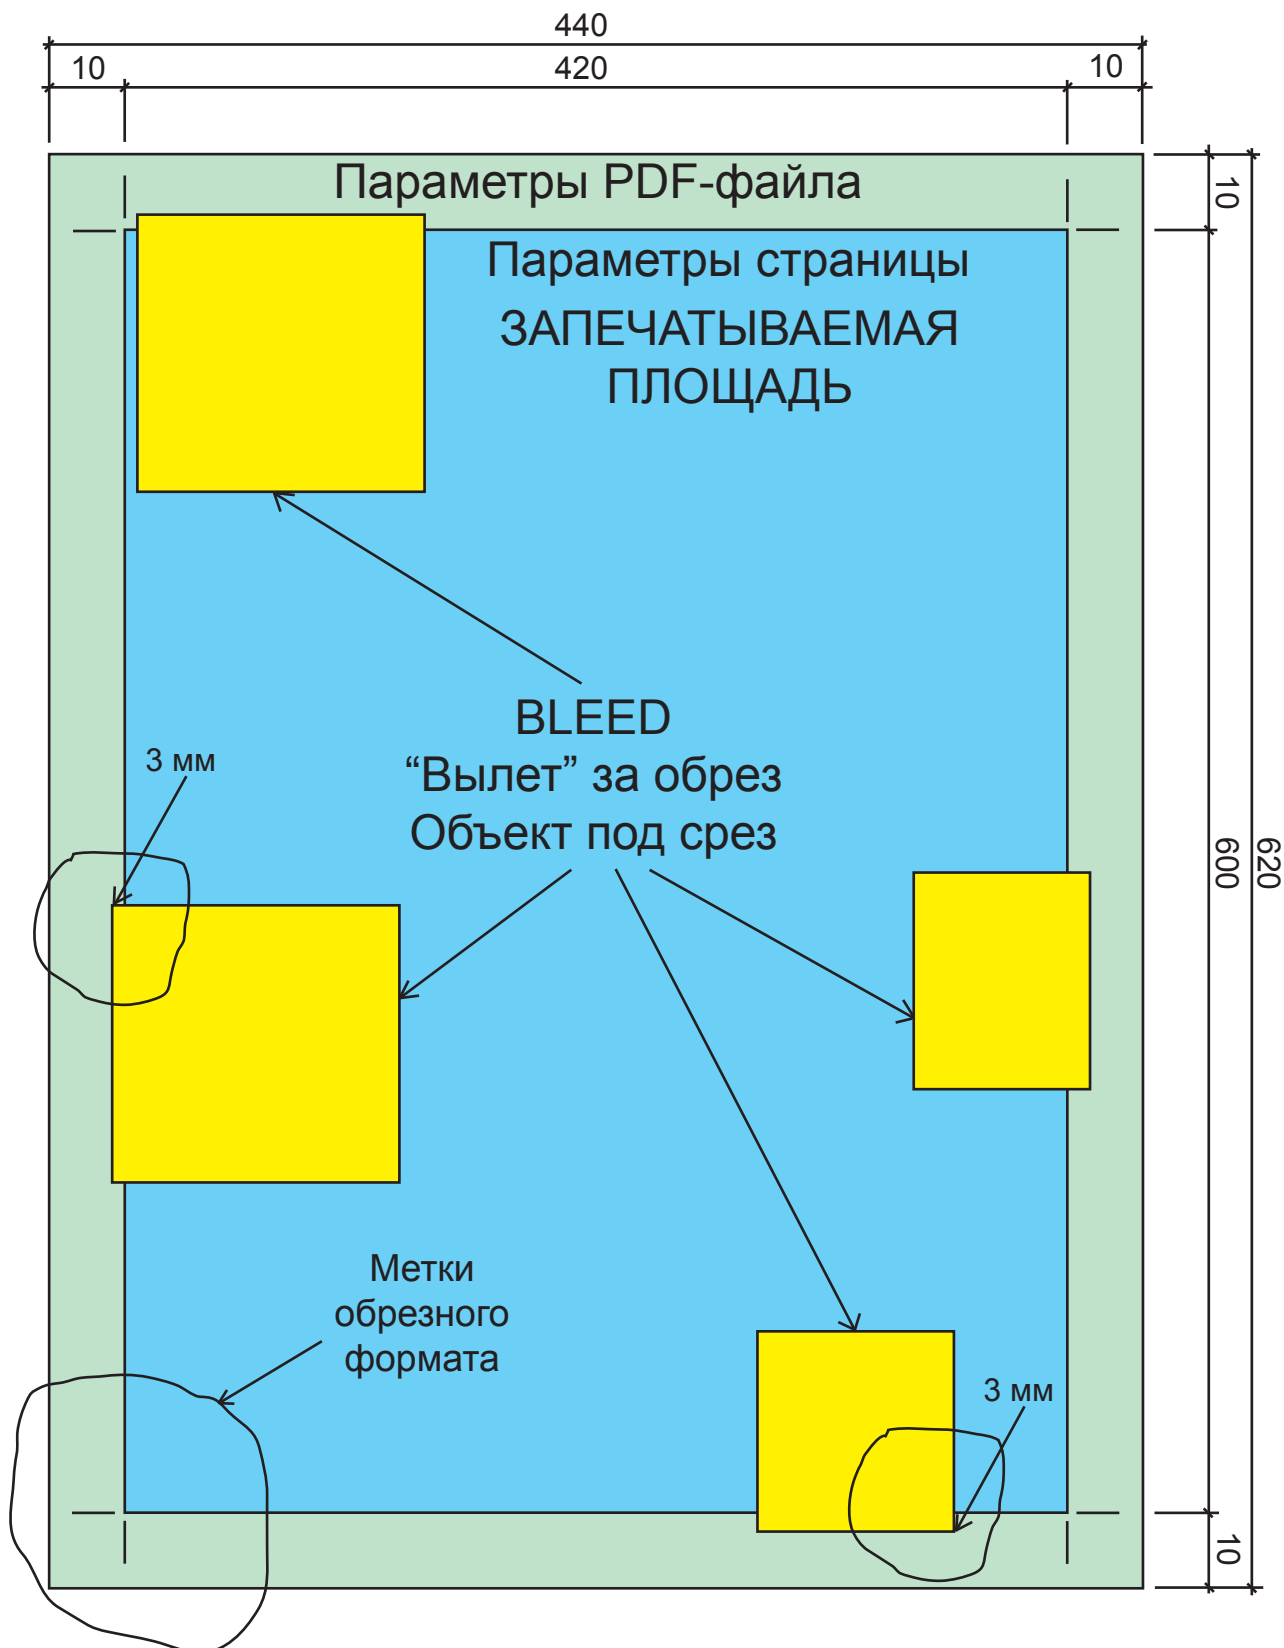 440
10
420
10
Параметры PDF-файла
10
Параметры страницы
ЗАПЕЧАТЫВАЕМАЯ
ПЛОЩАДЬ
BLEED
“Вылет” за обрез
Объект под срез
3 мм
600
620
Метки
обрезного
формата
3 мм
10